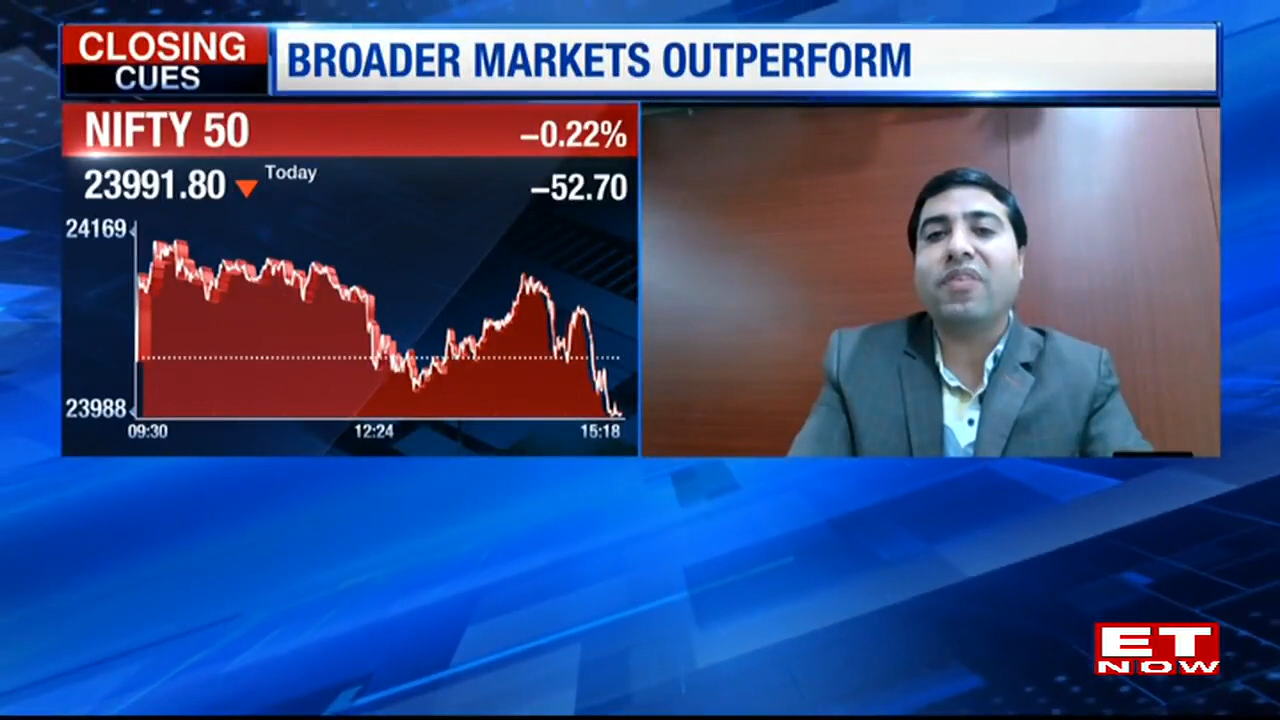 CLOSING
CUES
BROADER MARKETS OUTPERFORM
NIFTY 50
–0.22%
23991.80
Today
–52.70
24169
23988
09:30
12:24
15:18
ET
NOW